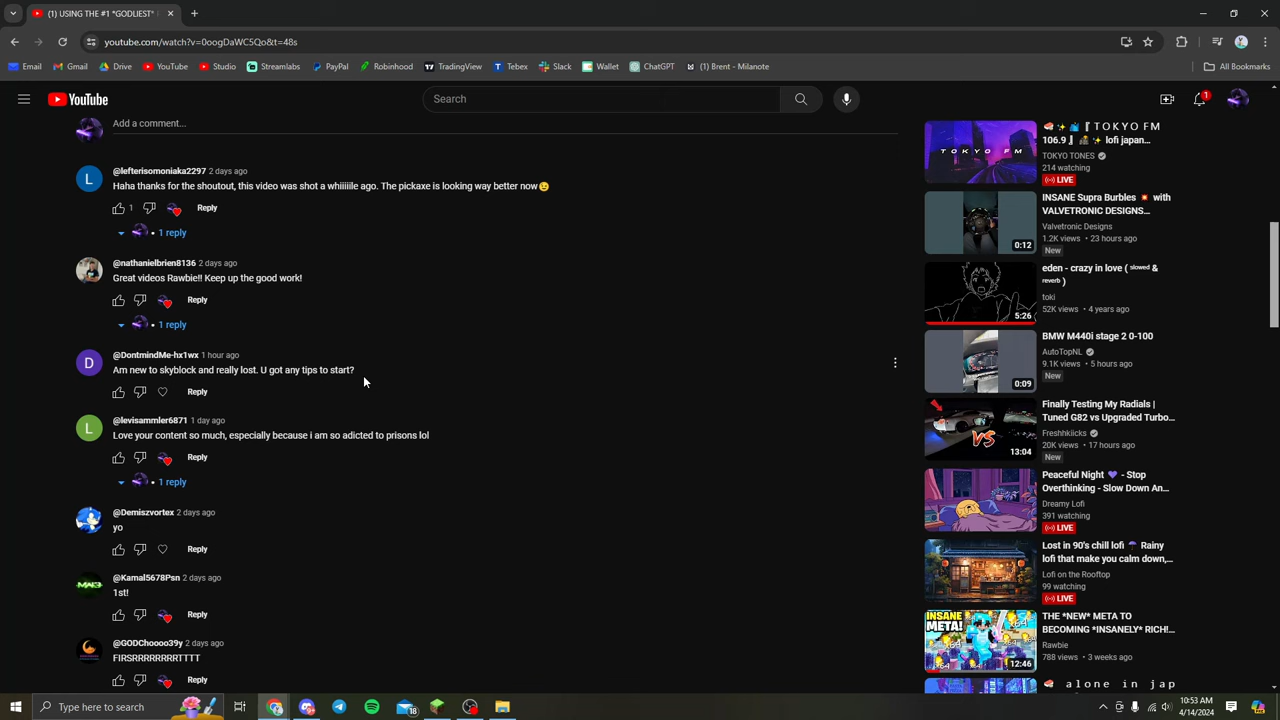 (1) USING THE #1 *GODLIEST* P
youtube.com/watch?v=0oogDaWC5Qo&t=48s
Email
Gmail
Drive
YouTube
Studio
Streamlabs
PayPal
Robinhood
TradingView
Tebex
Slack
Wallet
ChatGPT
(1) Brent - Milanote
All Bookmarks
YouTube
Search
1
Add a comment...
L
@lefterisomoniaka2297 2 days ago
Haha thanks for the shoutout, this video was shot a whiiiiile ago. The pickaxe is looking way better now😉
1
Reply
1 reply
@nathanielbrien8136 2 days ago
Great videos Rawbie!! Keep up the good work!
Reply
1 reply
D
@DontmindMe-hx1wx 1 hour ago
Am new to skyblock and really lost. U got any tips to start?
Reply
L
@levisammler6871 1 day ago
Love your content so much, especially because i am so adicted to prisons lol
Reply
1 reply
@Demiszvortex 2 days ago
yo
Reply
@Kamal5678Psn 2 days ago
1st!
Reply
@GODChoooo39y 2 days ago
FIRSRRRRRRRTTTT
Reply
TOKYO FM
T O K Y O FM
106.9 lofi japan...
TOKYO TONES
214 watching
LIVE
INSANE Supra Burbles 💥 with
VALVETRONIC DESIGNS...
Valvetronic Designs
1.2K views • 23 hours ago
New
0:12
eden - crazy in love ( slowed &
reverb )
toki
52K views • 4 years ago
5:26
BMW M440i stage 2 0-100
AutoTopNL
9.1K views • 5 hours ago
New
0:09
Finally Testing My Radials |
Tuned G82 vs Upgraded Turbo...
Freshhkiicks
20K views • 17 hours ago
New
VS
13:04
Peaceful Night 💜 - Stop
Overthinking - Slow Down An...
Dreamy Lofi
391 watching
LIVE
Lost in 90's chill lofi ☂ Rainy
lofi that make you calm down,...
Lofi on the Rooftop
99 watching
LIVE
THE *NEW* META TO
BECOMING *INSANELY* RICH!...
Rawbie
788 views • 3 weeks ago
INSANE
META!
x64
x64
x64
12:46
a l o n e i n j a p
Type here to search
18
10:53 AM
4/14/2024